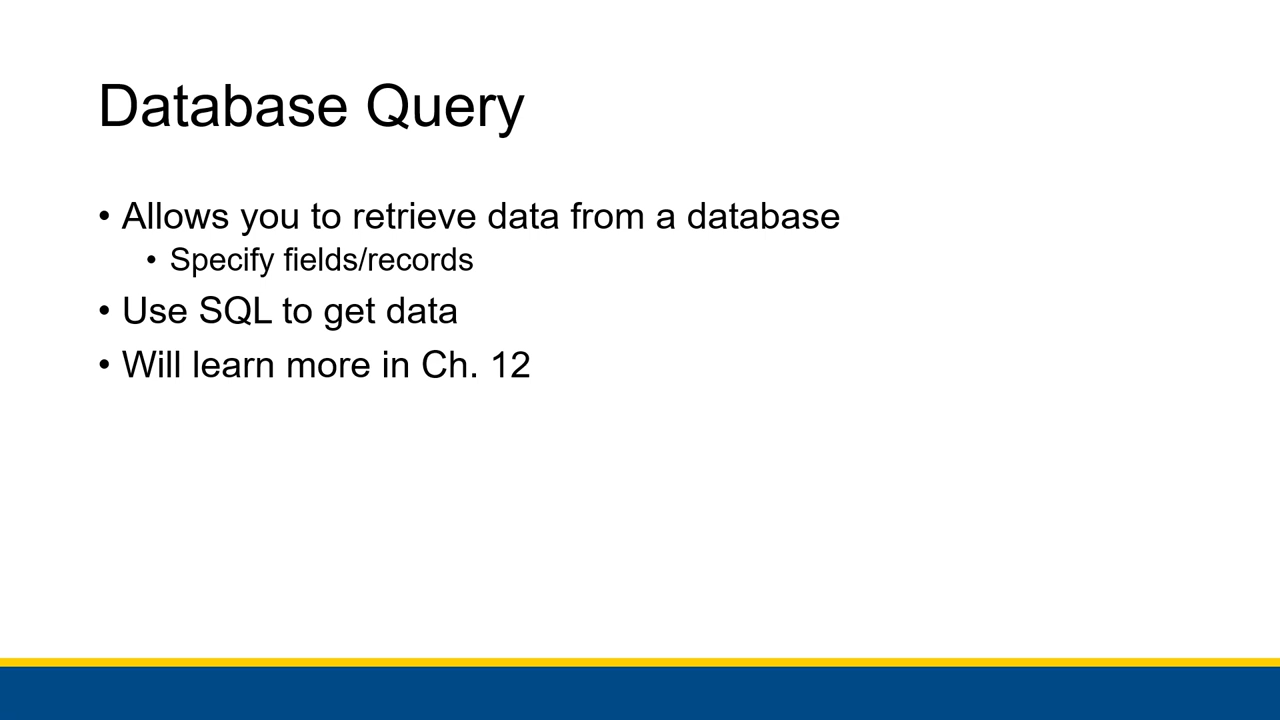 Database Query
• Allows you to retrieve data from a database
• Specify fields/records
• Use SQL to get data
• Will learn more in Ch. 12